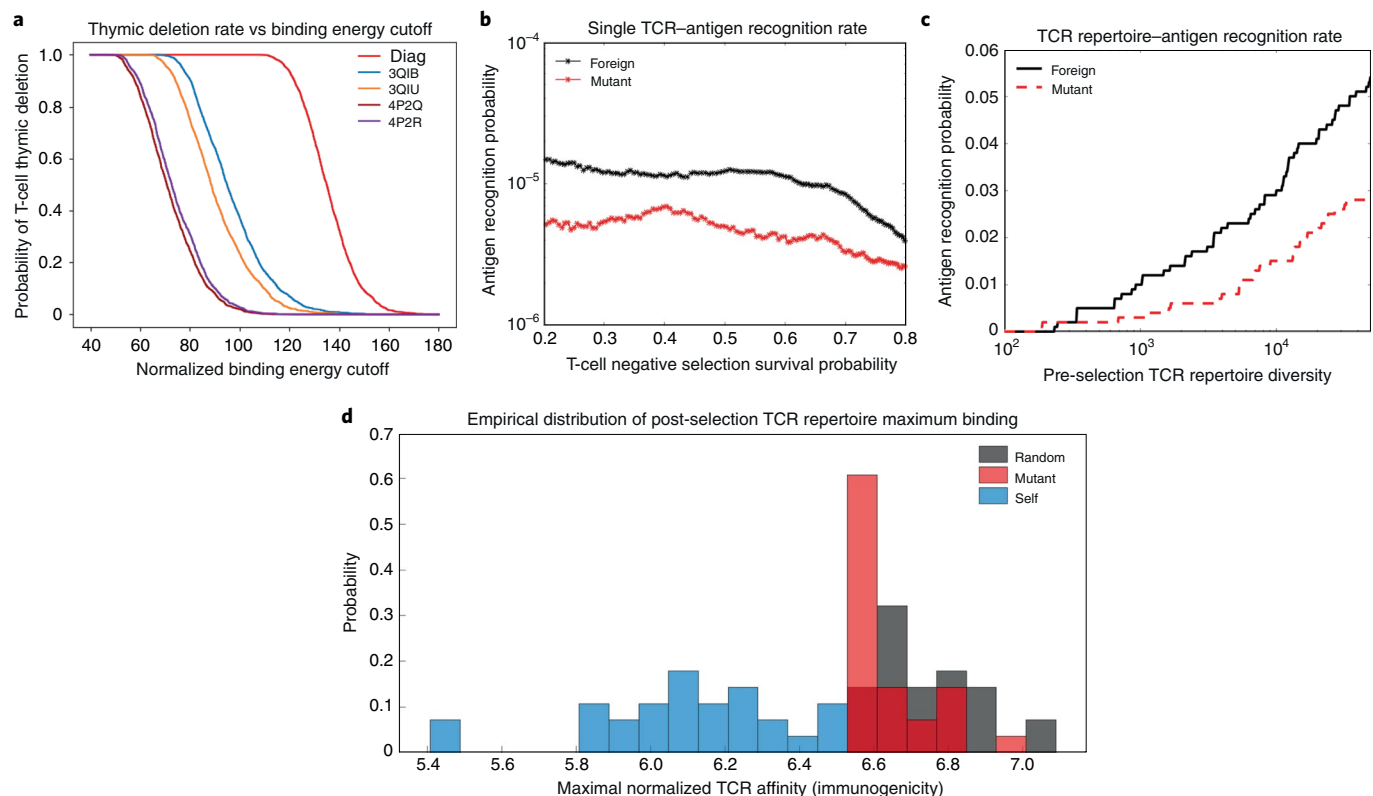 a
Thymic deletion rate vs binding energy cutoff
Probability of T-cell thymic deletion
1.0
0.8
0.6
0.4
0.2
0
40
60
80
100
120
140
160
180
Normalized binding energy cutoff
Diag
3QIB
3QIU
4P2Q
4P2R
b
Single TCR–antigen recognition rate
Antigen recognition probability
10⁻⁴
10⁻⁵
10⁻⁶
Foreign
Mutant
0.2
0.3
0.4
0.5
0.6
0.7
0.8
T-cell negative selection survival probability
c
TCR repertoire–antigen recognition rate
Antigen recognition probability
0.06
0.05
0.04
0.03
0.02
0.01
0
Foreign
Mutant
10²
10³
10⁴
Pre-selection TCR repertoire diversity
d
Empirical distribution of post-selection TCR repertoire maximum binding
Probability
0.7
0.6
0.5
0.4
0.3
0.2
0.1
0
Random
Mutant
Self
5.4
6.6
5.8
6.0
6.2
6.4
6.6
6.8
7.0
Maximal normalized TCR affinity (immunogenicity)